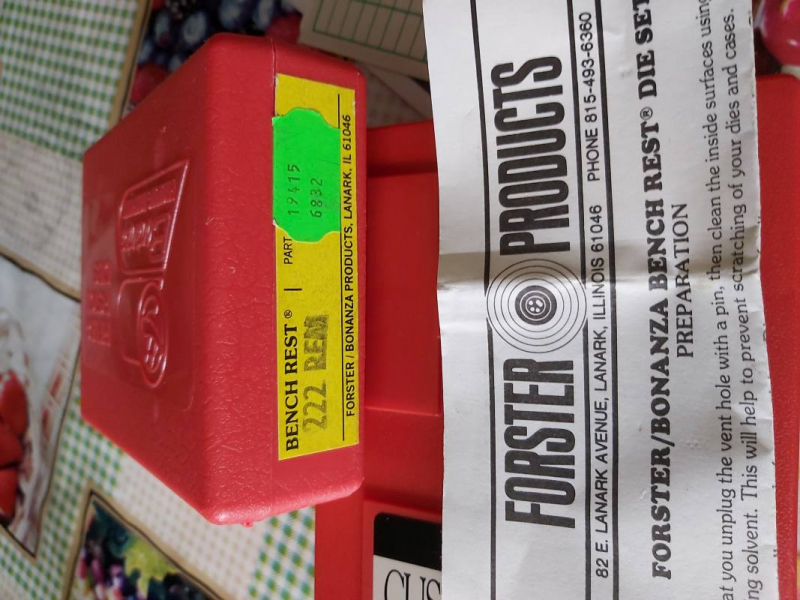 BENCH REST® | PART
222 REM
FORSTER / BONANZA PRODUCTS, LANARK, IL 61046
19415
6832
FORSTER PRODUCTS
82 E. LANARK AVENUE, LANARK, ILLINOIS 61046 PHONE 815-493-6360
FORSTER/BONANZA BENCH REST® DIE SET
PREPARATION
at you unplug the vent hole with a pin, then clean the inside surfaces using
ng solvent. This will help to prevent scratching of your dies and cases.
CUS